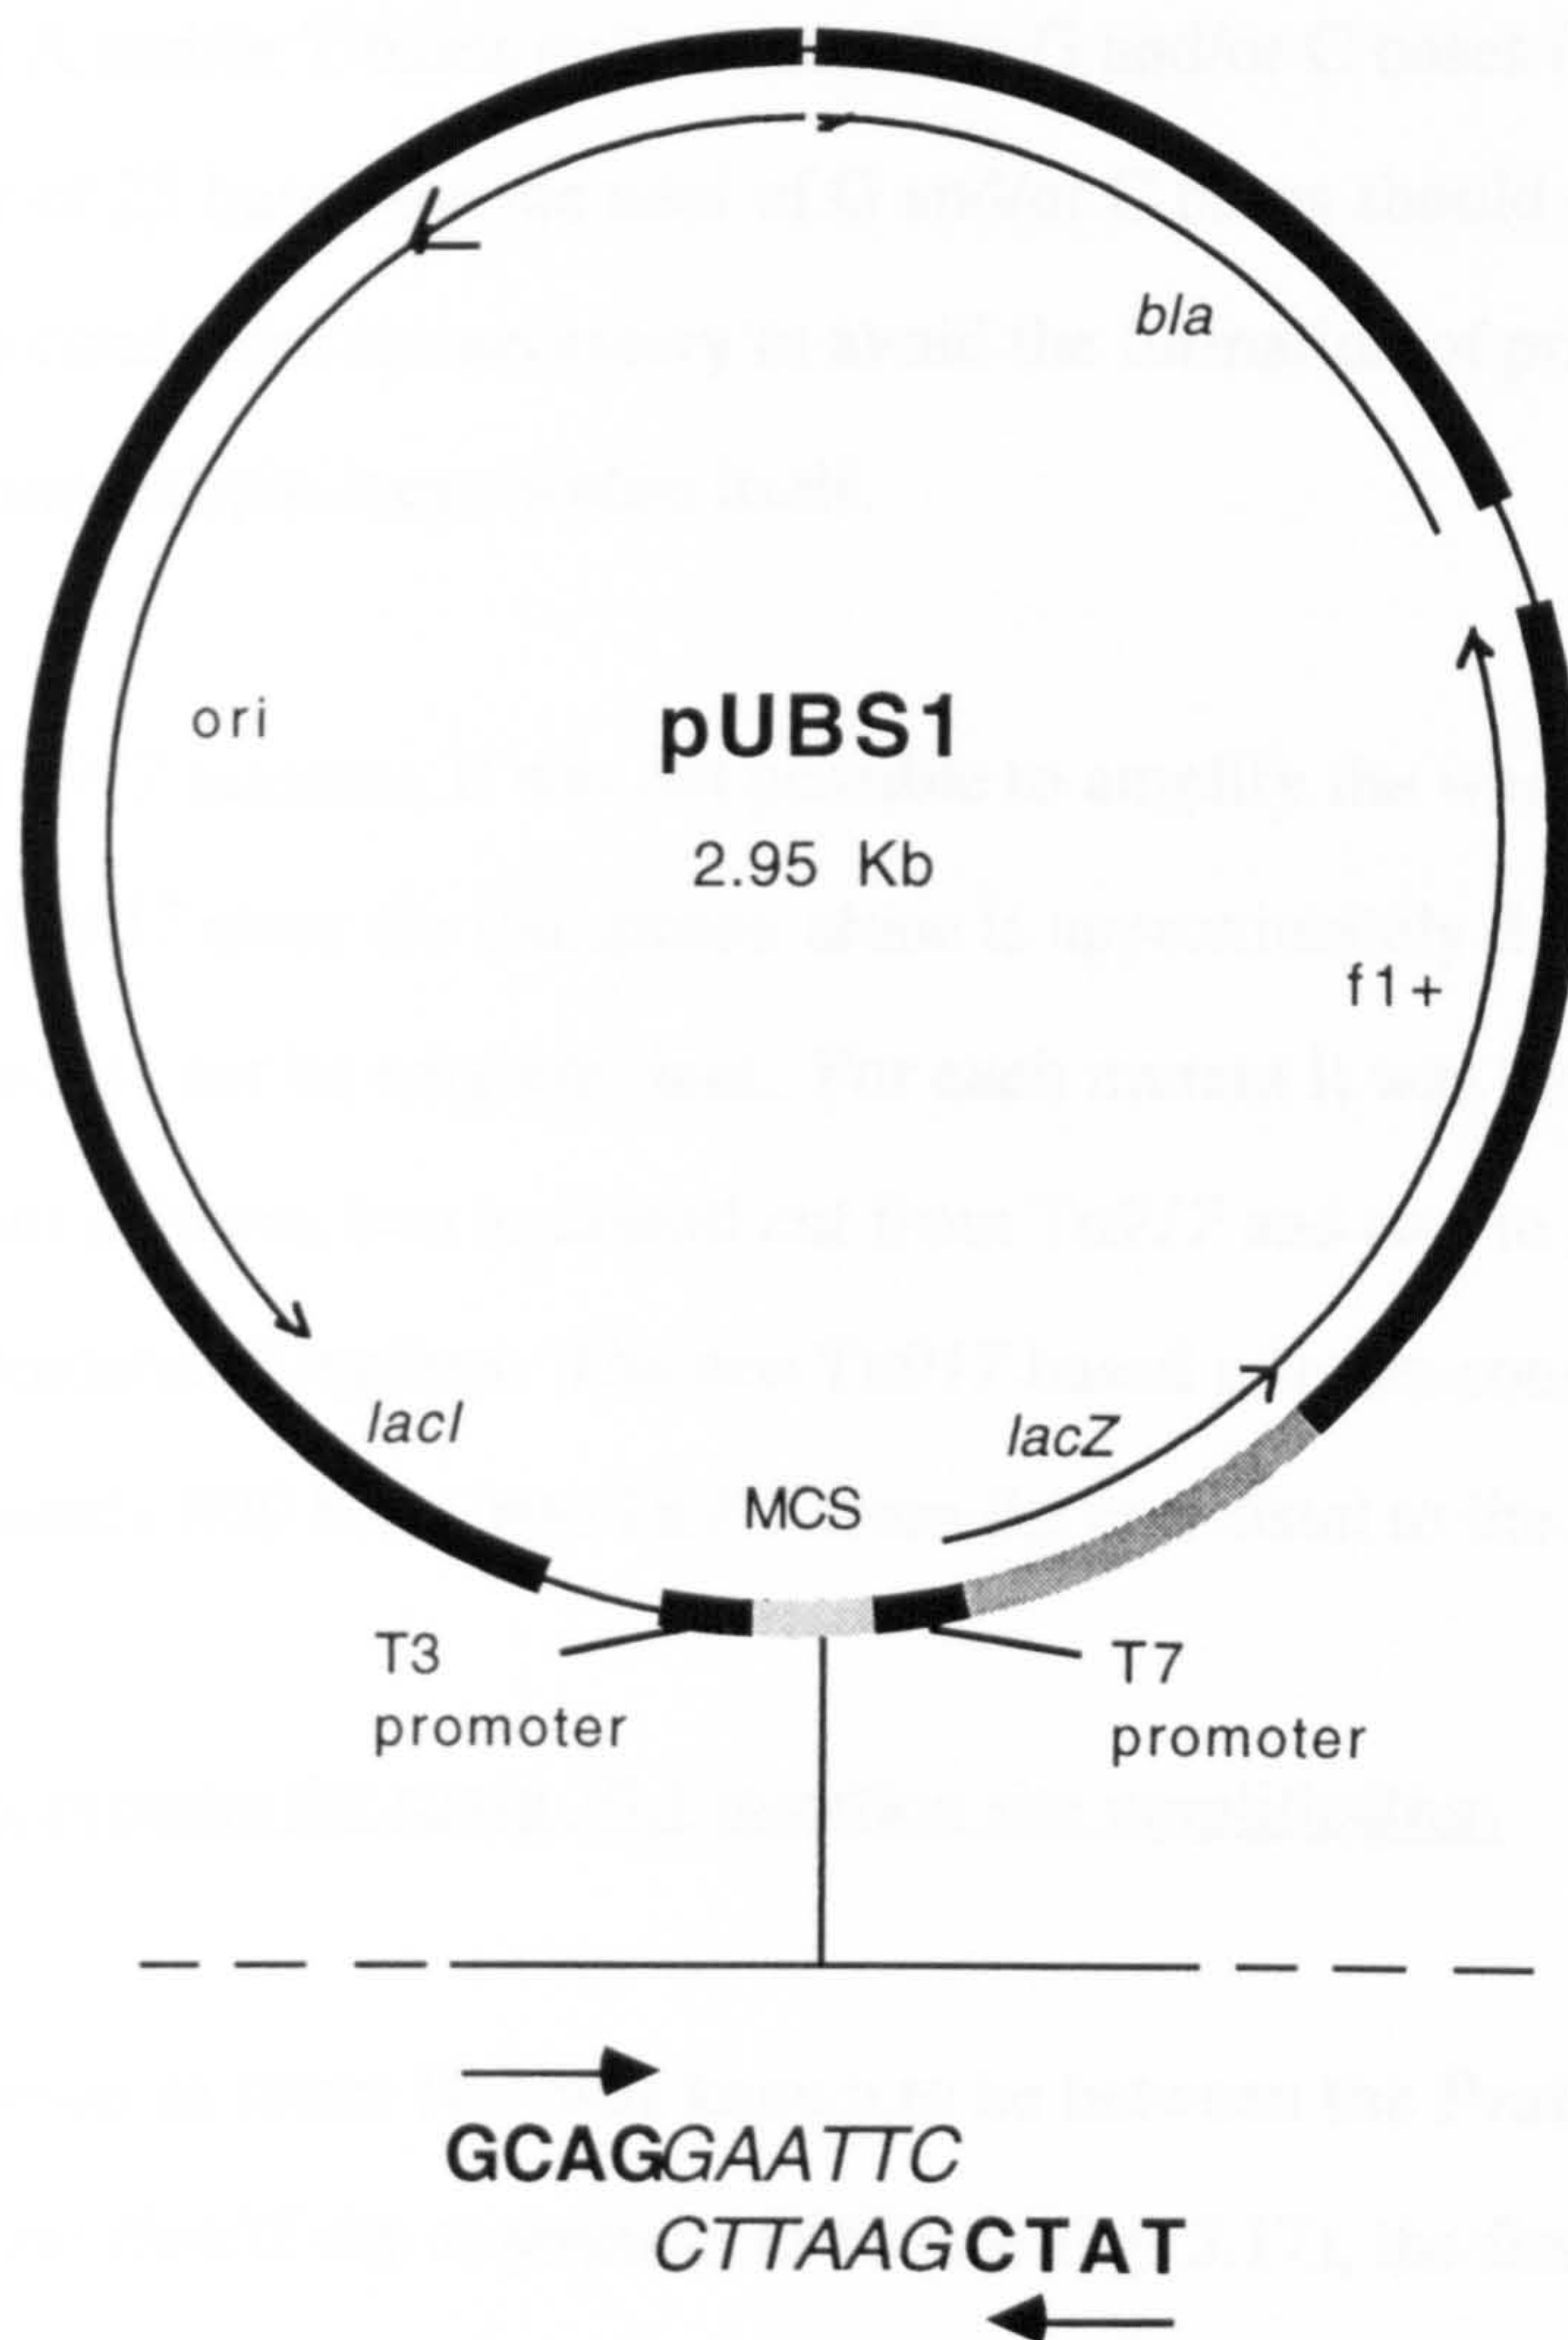 bla
pUBS1
ori
2.95 Kb
f1+
lacI
lacZ
MCS
T3
promoter
T7
promoter
GCAGGAATTC
CTTAAGCTAT